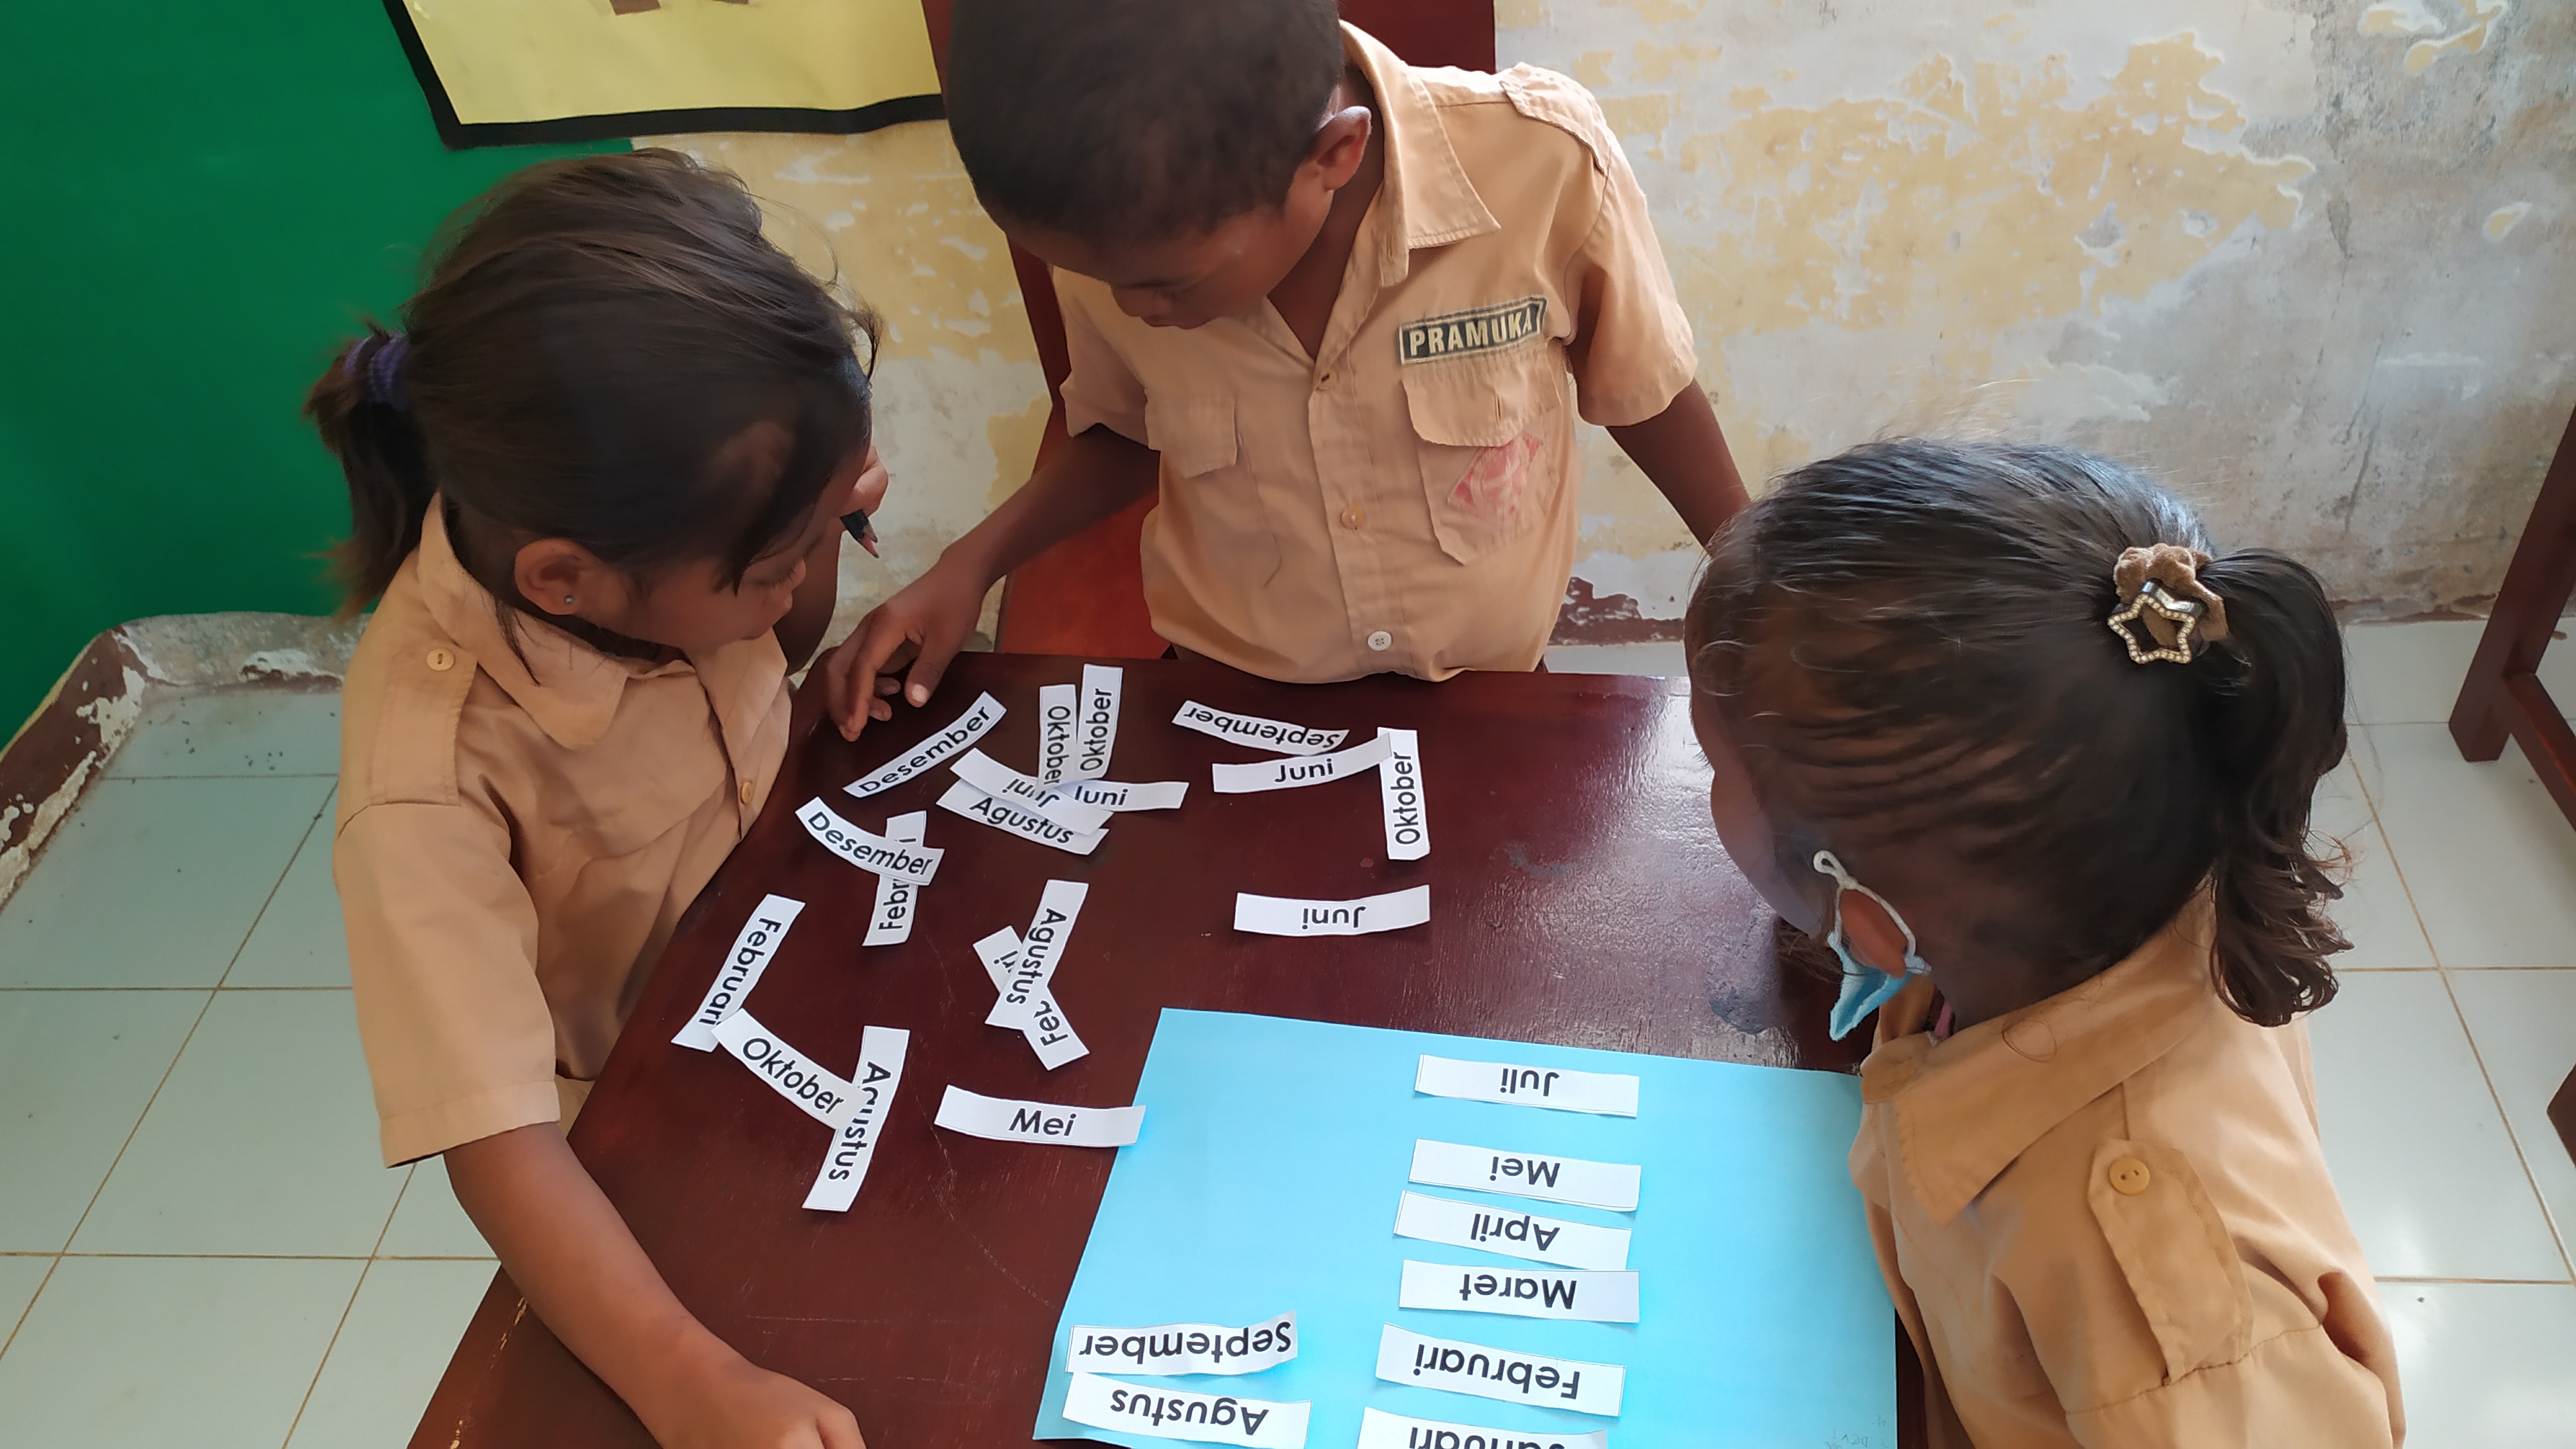 PRAMUKA
Desember
Oktober
Oktober
September
Juni
Juni
Juni
Agustus
Oktober
Desember
Juni
Februari
Agustus
Oktober
Agustus
Mei
Januari
Februari
Maret
April
Mei
Juli
Agustus
September